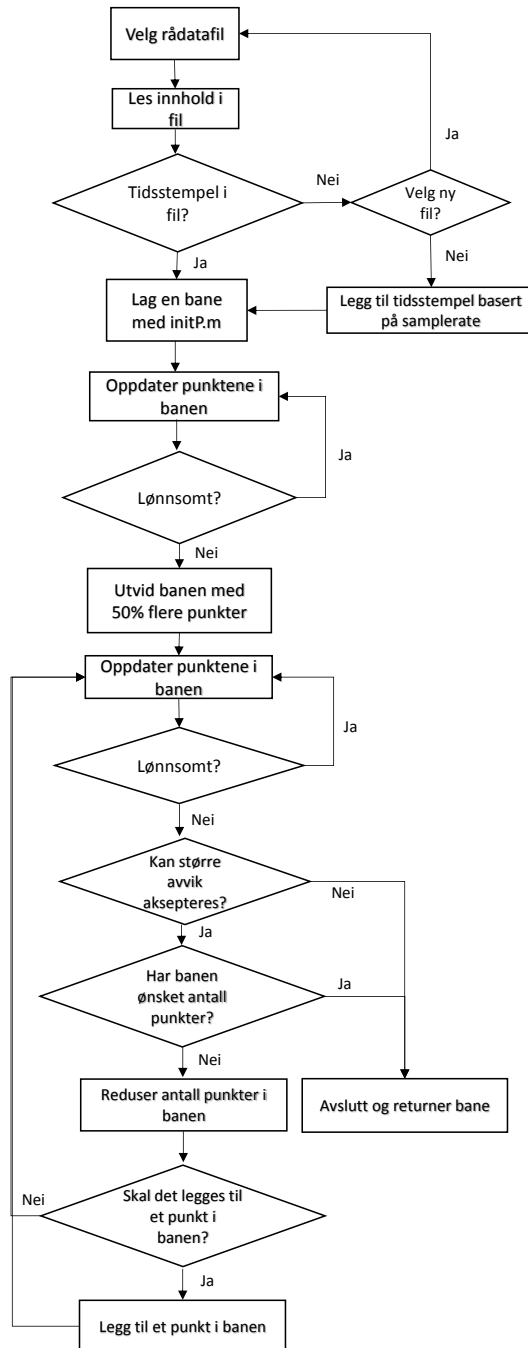 Velg rådatafil
Les innhold i
fil
Ja
Tidsstempel i
fil?
Nei
Velg ny
fil?
Ja
Nei
Lag en bane
med initP.m
Legg til tidsstempel basert
på samplerate
Oppdater punktene i
banen
Ja
Lønnsomt?
Nei
Utvid banen med
50% flere punkter
Oppdater punktene i
banen
Ja
Lønnsomt?
Nei
Kan større
avvik
aksepteres?
Nei
Ja
Har banen
ønsket antall
punkter?
Ja
Nei
Reduser antall punkter i
banen
Avslutt og returner bane
Nei
Skal det legges til
et punkt i
banen?
Ja
Legg til et punkt i banen